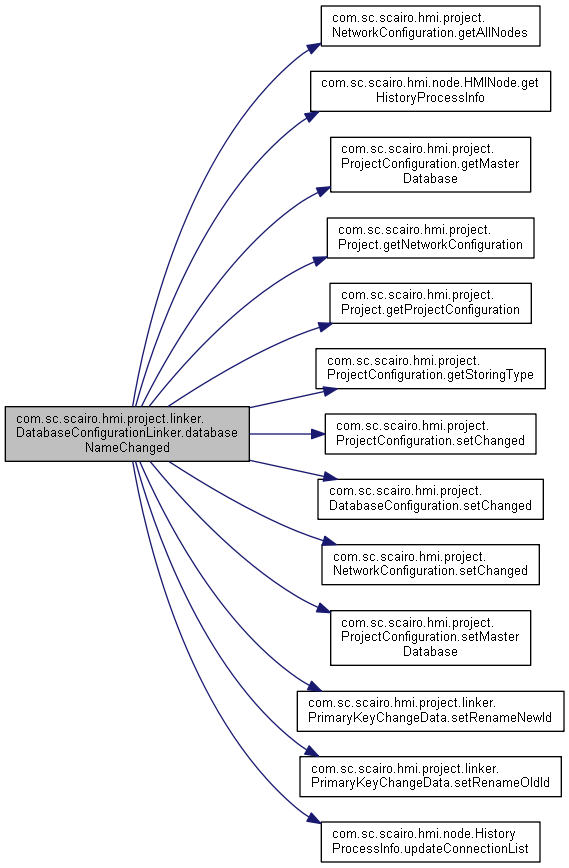 com.sc.scairo.hmi.project.
NetworkConfiguration.getAllNodes
com.sc.scairo.hmi.node.HMINode.get
HistoryProcessInfo
com.sc.scairo.hmi.project.
ProjectConfiguration.getMaster
Database
com.sc.scairo.hmi.project.
Project.getNetworkConfiguration
com.sc.scairo.hmi.project.
Project.getProjectConfiguration
com.sc.scairo.hmi.project.
ProjectConfiguration.getStoringType
com.sc.scairo.hmi.project.linker.
DatabaseConfigurationLinker.database
NameChanged
com.sc.scairo.hmi.project.
ProjectConfiguration.setChanged
com.sc.scairo.hmi.project.
DatabaseConfiguration.setChanged
com.sc.scairo.hmi.project.
NetworkConfiguration.setChanged
com.sc.scairo.hmi.project.
ProjectConfiguration.setMaster
Database
com.sc.scairo.hmi.project.linker.
PrimaryKeyChangeData.setRenameNewId
com.sc.scairo.hmi.project.linker.
PrimaryKeyChangeData.setRenameOldId
com.sc.scairo.hmi.node.History
ProcessInfo.updateConnectionList